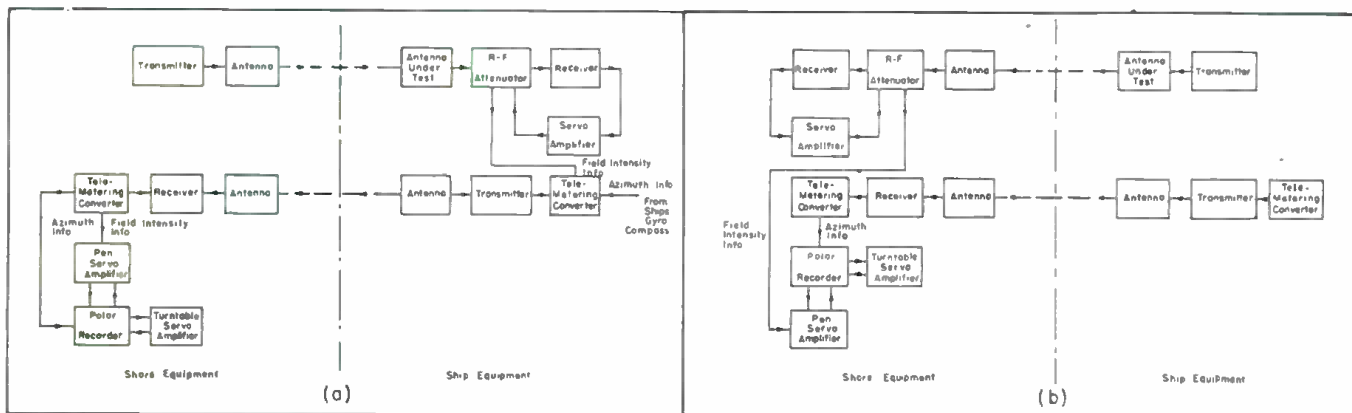 Transmitter
Antenna
Antenna
Under
Test
R-F
Attenuator
Receiver
Servo
Amplifier
Field Intensity
Info
Tele-
Metering
Converter
Receiver
Antenna
Antenna
Transmitter
Tele-
Metering
Converter
Azimuth Info
From
Ships
Gyro
Compass
Azimuth
Info
Field Intensity
Info
Pen
Servo
Amplifier
Polar
Recorder
Turntable
Servo
Amplifier
Shore Equipment
(a)
Ship Equipment
Receiver
R-F
Attenuator
Antenna
Antenna
Under
Test
Transmitter
Servo
Amplifier
Tele-
Metering
Converter
Receiver
Antenna
Antenna
Transmitter
Tele-
Metering
Converter
Field
Intensity
Info
Azimuth
Info
Polar
Recorder
Turntable
Servo
Amplifier
Pen
Servo
Amplifier
Shore Equipment
(b)
Ship Equipment